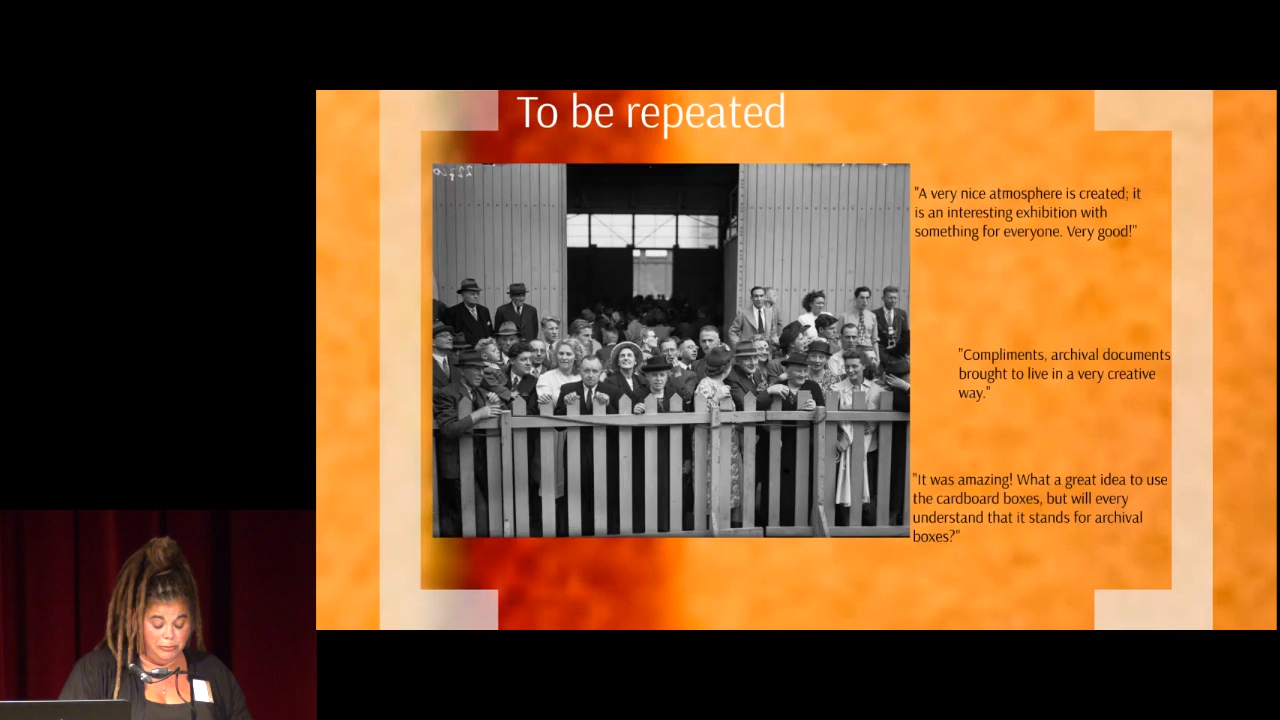 To be repeated
"A very nice atmosphere is created; it
is an interesting exhibition with
something for everyone. Very good!"
"Compliments, archival documents
brought to live in a very creative
way."
"It was amazing! What a great idea to use
the cardboard boxes, but will every
understand that it stands for archival
boxes?"